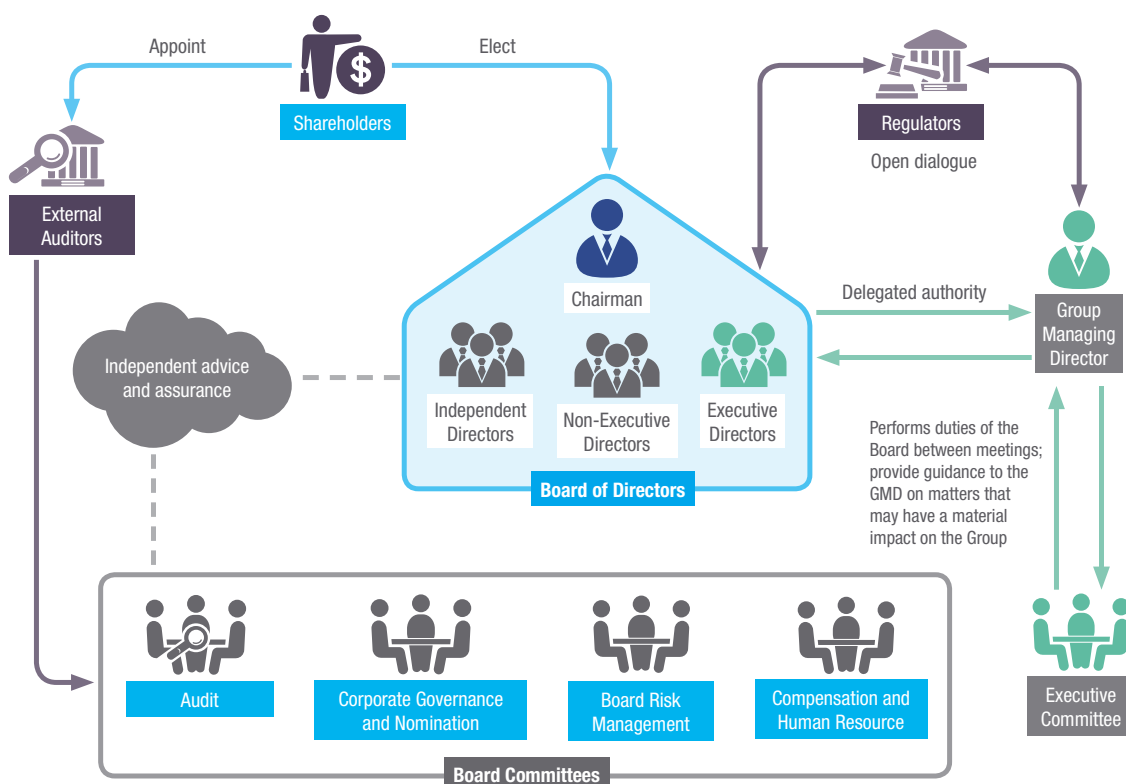 Appoint
Elect
$
Shareholders
Regulators
Open dialogue
External
Auditors
Chairman
Independent
Directors
Non-Executive
Directors
Executive
Directors
Board of Directors
Delegated authority
Group
Managing
Director
Independent advice
and assurance
Performs duties of the
Board between meetings;
provide guidance to the
GMD on matters that
may have a material
impact on the Group
Audit
Corporate Governance
and Nomination
Board Risk
Management
Compensation and
Human Resource
Board Committees
Executive
Committee